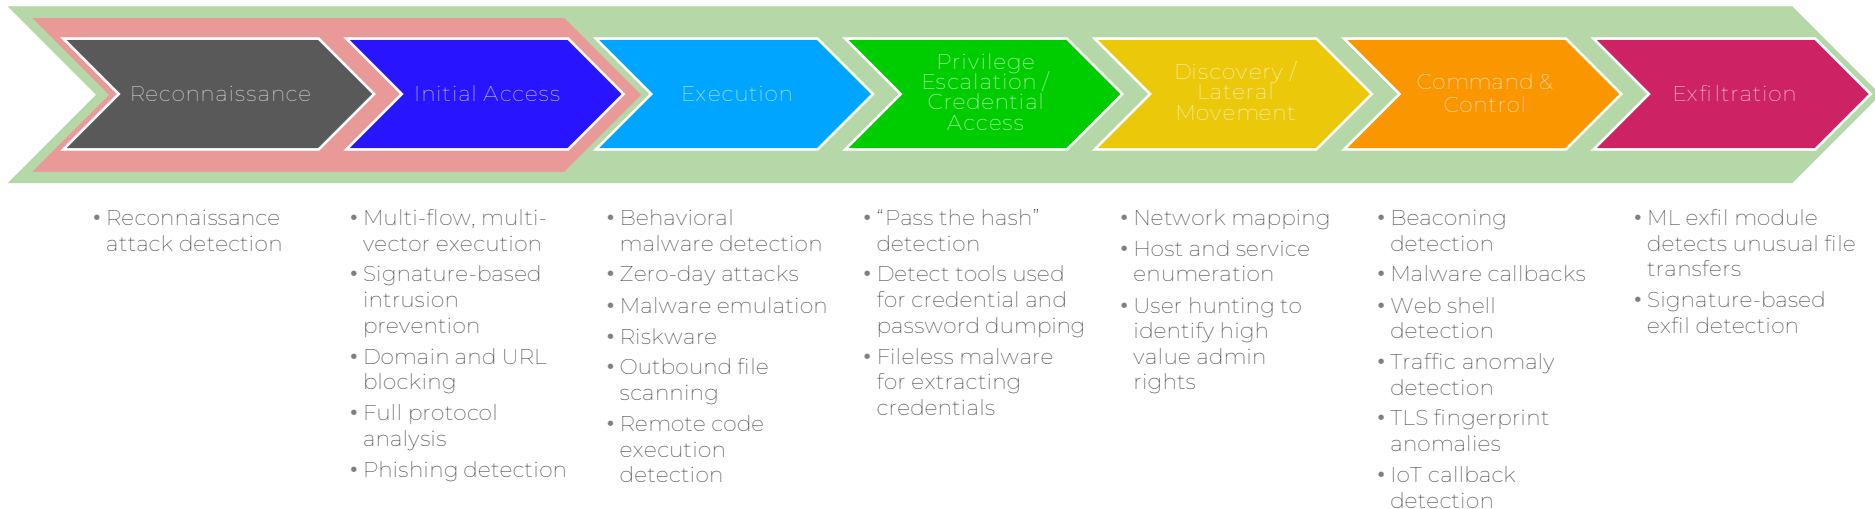 Reconnaissance
Initial Access
Execution
Privilege
Escalation /
Credential
Access
Discovery /
Lateral
Movement
Command &
Control
Exfiltration
• Reconnaissance
attack detection
• Multi-flow, multi-
vector execution
• Signature-based
intrusion
prevention
• Domain and URL
blocking
• Full protocol
analysis
• Phishing detection
• Behavioral
malware detection
• Zero-day attacks
• Malware emulation
• Riskware
• Outbound file
scanning
• Remote code
execution
detection
• “Pass the hash”
detection
• Detect tools used
for credential and
password dumping
• Fileless malware
for extracting
credentials
• Network mapping
• Host and service
enumeration
• User hunting to
identify high
value admin
rights
• Beaconing
detection
• Malware callbacks
• Web shell
detection
• Traffic anomaly
detection
• TLS fingerprint
anomalies
• IoT callback
detection
• ML exfil module
detects unusual file
transfers
• Signature-based
exfil detection